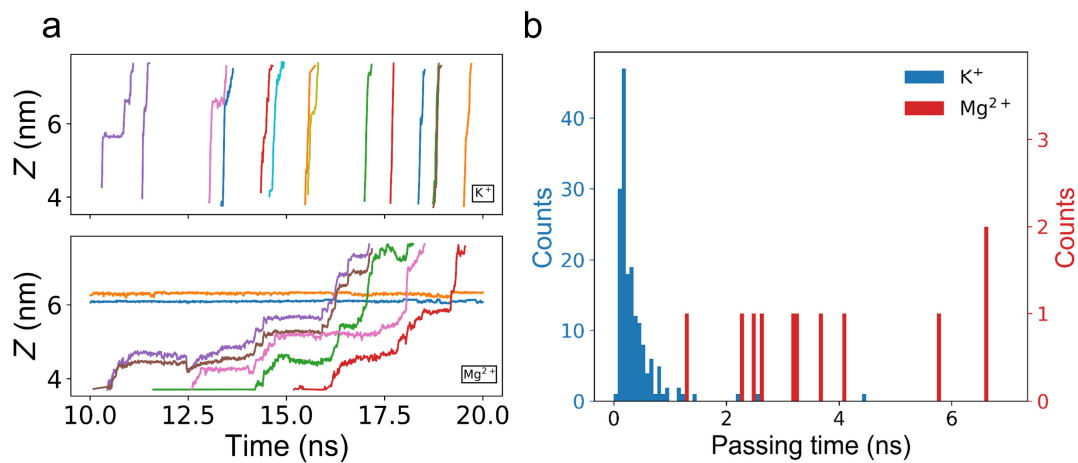 a
Z (nm)
6
4
K+
Z (nm)
6
4
Mg2+
10.0 12.5 15.0 17.5 20.0
Time (ns)
b
K+
Mg2+
Counts
40
30
20
10
0
Counts
3
2
1
0
0 2 4 6
Passing time (ns)